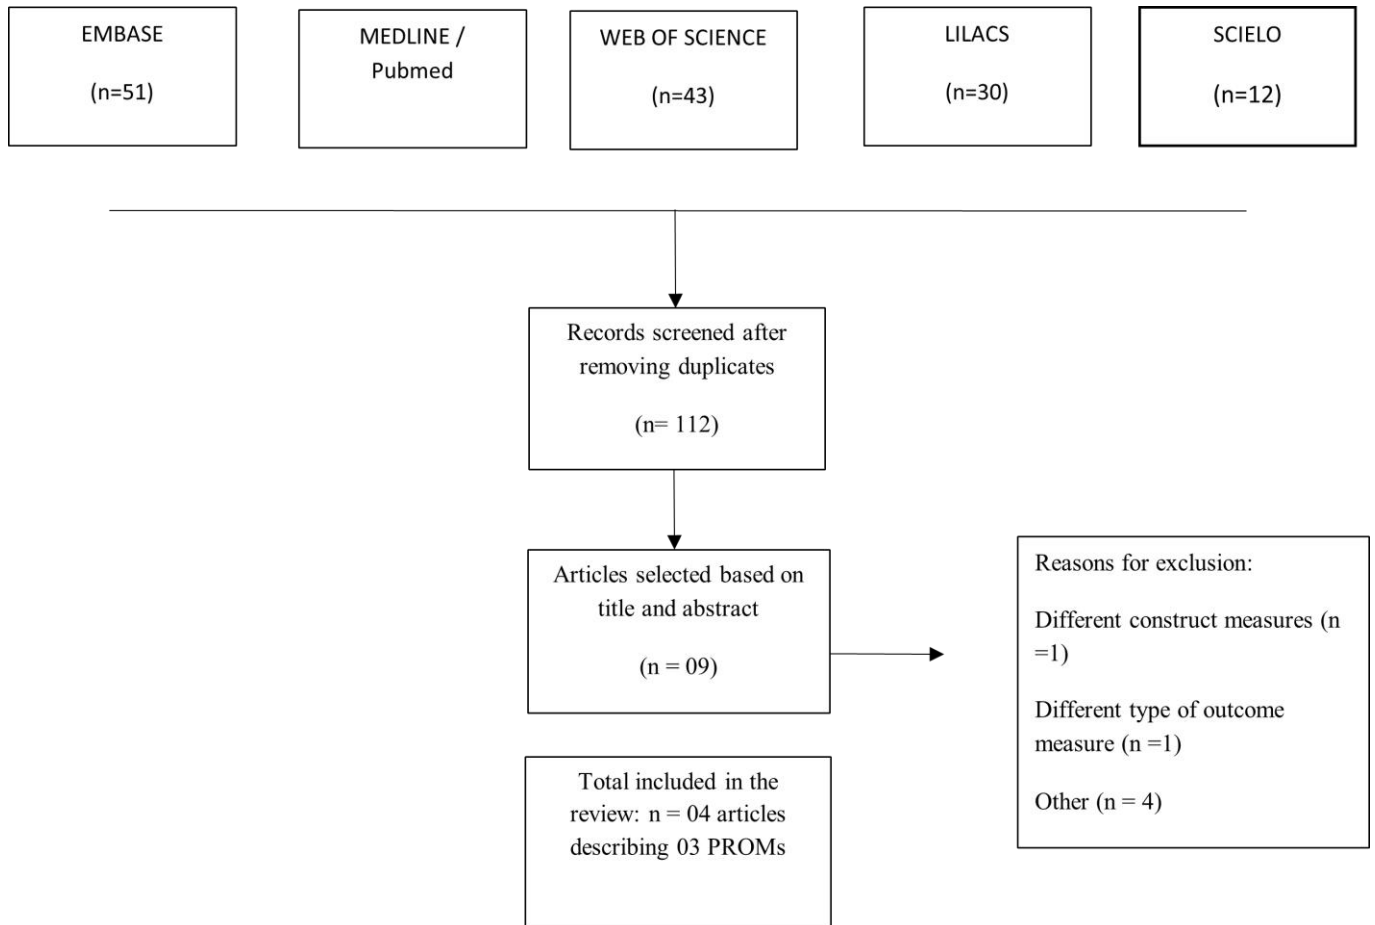 EMBASE
(n=51)
MEDLINE /
Pubmed
WEB OF SCIENCE
(n=43)
LILACS
(n=30)
SCIELO
(n=12)
Records screened after
removing duplicates
(n= 112)
Articles selected based on
title and abstract
(n = 09)
Reasons for exclusion:
Different construct measures (n
=1)
Different type of outcome
measure (n =1)
Other (n = 4)
Total included in the
review: n = 04 articles
describing 03 PROMs